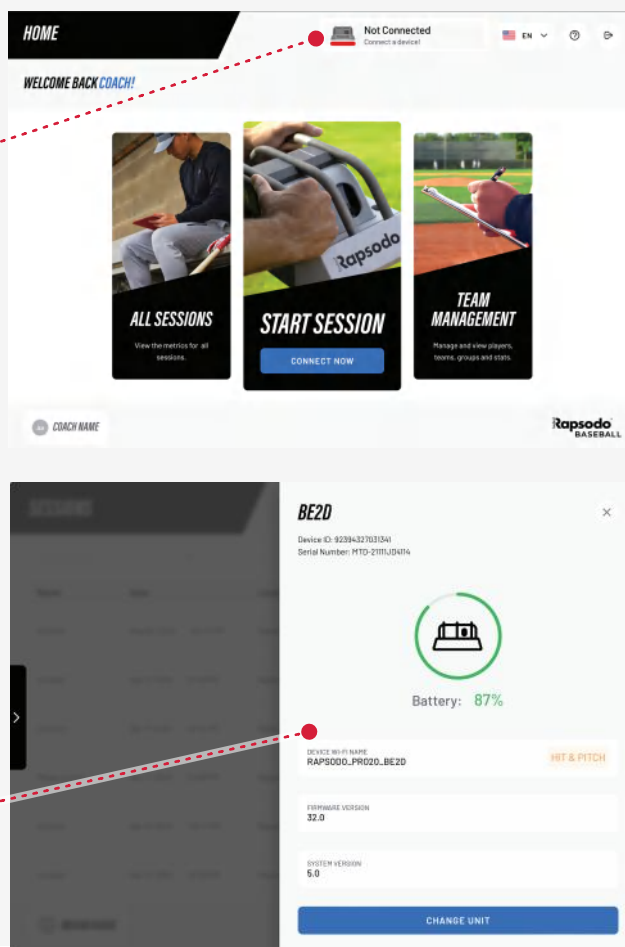 HOME
Not Connected
Connect a device!
EN
WELCOME BACK COACH!
Rapsodo
ALL SESSIONS
View the metrics for all
sessions.
START SESSION
CONNECT NOW
TEAM
MANAGEMENT
Manage and view players,
teams, groups and stats.
COACH NAME
Rapsodo
BASEBALL
SESSIONS
BE2D
Device ID: 92394327031341
Serial Number: MTD-21111JD4114
Battery: 87%
DEVICE WI-FI NAME
RAPSODO_PRO20_BE2D
HIT & PITCH
FIRMWARE VERSION
32.0
SYSTEM VERSION
5.0
CHANGE UNIT